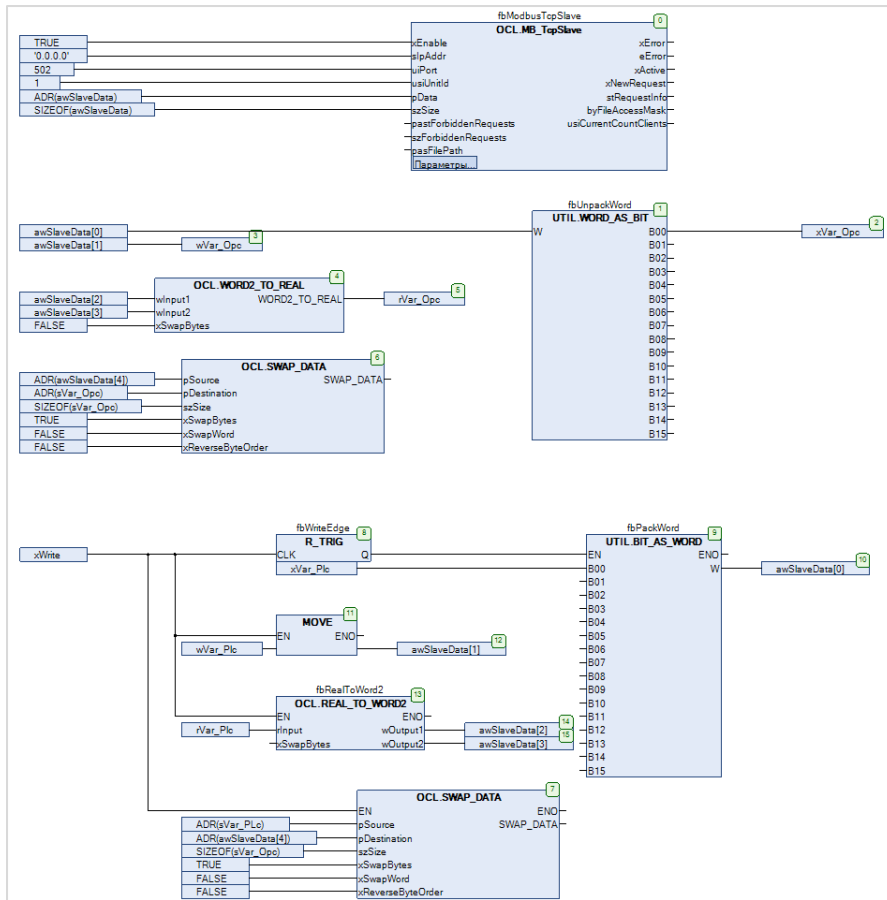 fbModbusTcpSlave
0
OCL.MB_TcpSlave
TRUE xEnable xError
'0.0.0.0' sIpAddr eError
502 uiPort xActive
1 usiUnitId xNewRequest
ADR(awSlaveData) pData stRequestInfo
SIZEOF(awSlaveData) szSize byFileAccessMask
pastForbiddenRequests usiCurrentCountClients
szForbiddenRequests
pasFilePath
Параметры...
fbUnpackWord
1
UTIL.WORD_AS_BIT
2
awSlaveData[0] W B00 xVar_Opc
3
awSlaveData[1] wVar_Opc B01
B02
B03
4
OCL.WORD2_TO_REAL B04
5
awSlaveData[2] wInput1 WORD2_TO_REAL rVar_Opc B05
awSlaveData[3] wInput2 B06
FALSE xSwapBytes B07
B08
6
OCL.SWAP_DATA B09
B10
ADR(awSlaveData[4]) pSource SWAP_DATA B11
ADR(sVar_Opc) pDestination B12
SIZEOF(sVar_Opc) szSize B13
TRUE xSwapBytes B14
FALSE xSwapWord B15
FALSE xReverseByteOrder
fbWriteEdge fbPackWord
8 9
R_TRIG UTIL.BIT_AS_WORD
10
xWrite CLK Q EN ENO
xVar_Plc B00 W awSlaveData[0]
B01
B02
11
MOVE B03
B04
12
EN ENO B05
wVar_Plc awSlaveData[1] B06
B07
B08
fbRealToWord2 B09
13
OCL.REAL_TO_WORD2 B10
EN ENO B11
14
rVar_Plc rInput wOutput1 awSlaveData[2] B12
15
xSwapBytes wOutput2 awSlaveData[3] B13
B14
B15
7
OCL.SWAP_DATA
EN ENO
ADR(sVar_PLc) pSource SWAP_DATA
ADR(awSlaveData[4]) pDestination
SIZEOF(sVar_Opc) szSize
TRUE xSwapBytes
FALSE xSwapWord
FALSE xReverseByteOrder